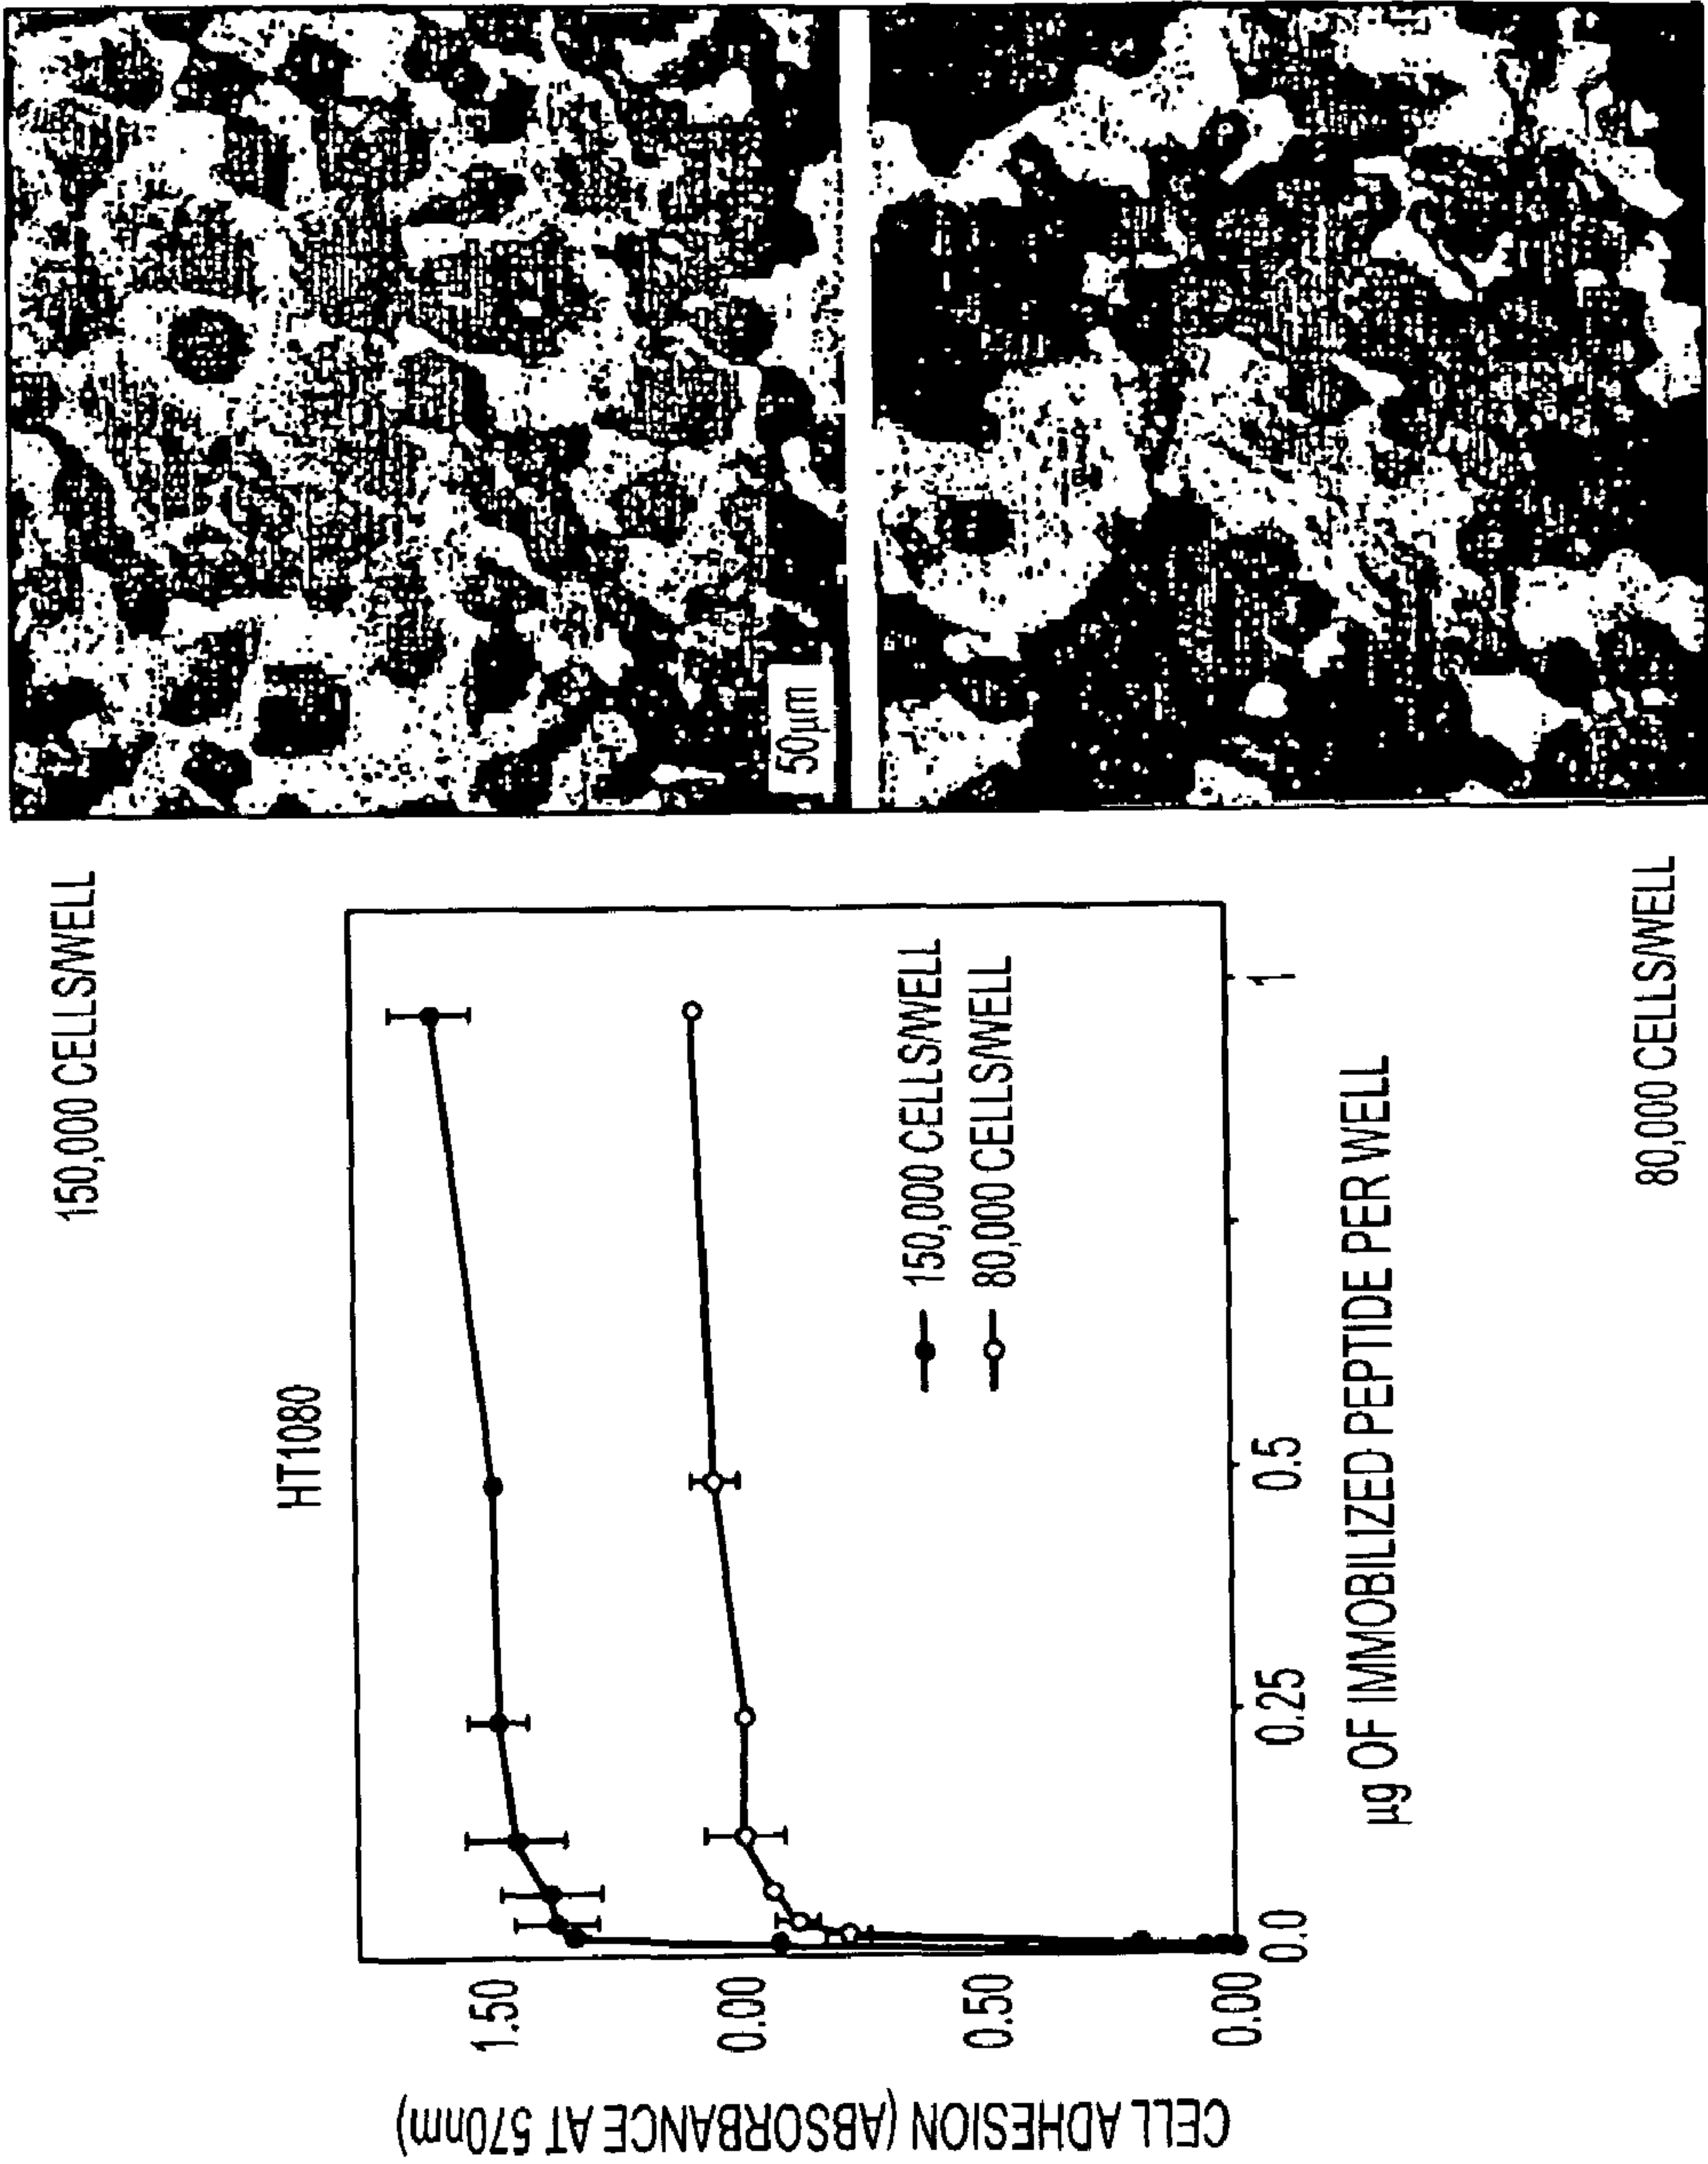 HT1080
CELL ADHESION (ABSORBANCE AT 570nm)
1.50
0.00
0.50
0.00
0.0
0.25
0.5
1
µg OF IMMOBILIZED PEPTIDE PER WELL
150,000 CELLS/WELL
80,000 CELLS/WELL
150,000 CELLS/WELL
50µm
80,000 CELLS/WELL